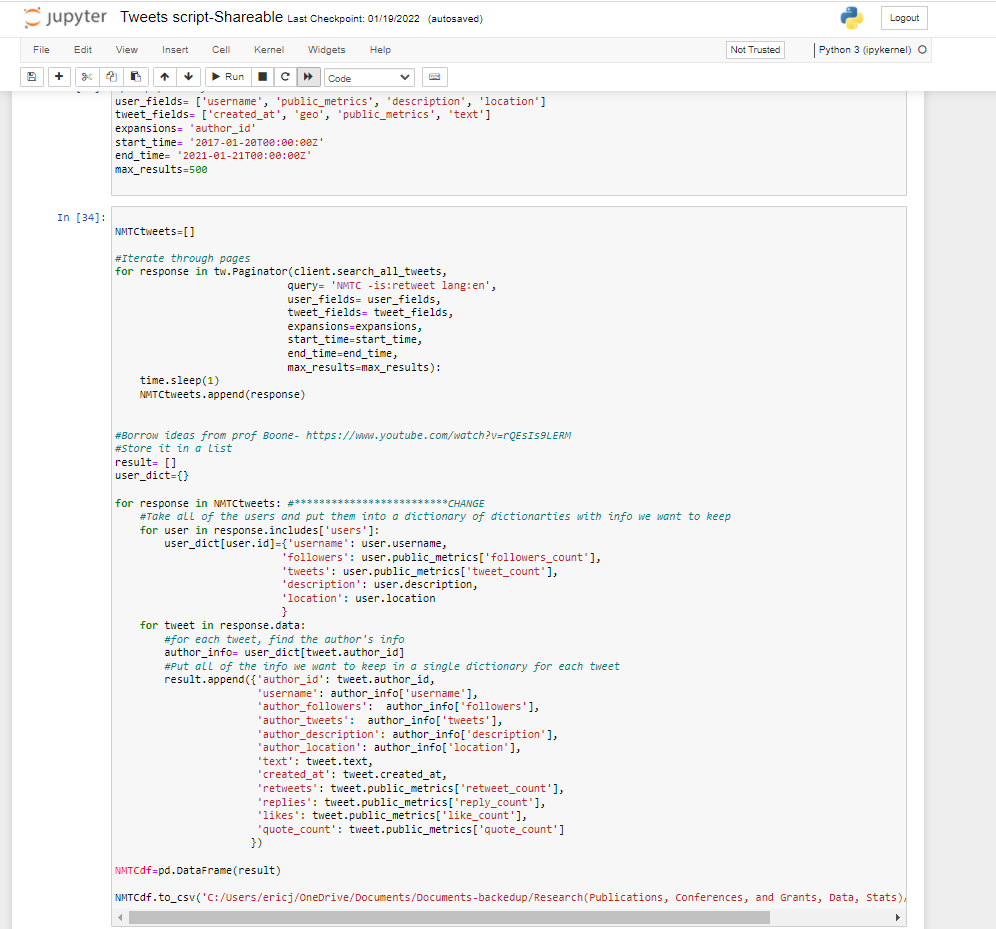 jupyter Tweets script-Shareable Last Checkpoint: 01/19/2022 (autosaved)
Logout
File Edit View Insert Cell Kernel Widgets Help
Not Trusted Python 3 (ipykernel)
Run Code
user_fields= ['username', 'public_metrics', 'description', 'location']
tweet_fields= ['created_at', 'geo', 'public_metrics', 'text']
expansions= 'author_id'
start_time= '2017-01-20T00:00:00Z'
end_time= '2021-01-21T00:00:00Z'
max_results=500
In [34]:
NMTCtweets=[]
#Iterate through pages
for response in tw.Paginator(client.search_all_tweets,
query= 'NMTC -is:retweet lang:en',
user_fields= user_fields,
tweet_fields= tweet_fields,
expansions=expansions,
start_time=start_time,
end_time=end_time,
max_results=max_results):
time.sleep(1)
NMTCtweets.append(response)
#Borrow ideas from prof Boone- https://www.youtube.com/watch?v=rQEsIs9LERM
#Store it in a list
result= []
user_dict={}
for response in NMTCtweets: #*************************CHANGE
#Take all of the users and put them into a dictionary of dictionarties with info we want to keep
for user in response.includes['users']:
user_dict[user.id]={'username': user.username,
'followers': user.public_metrics['followers_count'],
'tweets': user.public_metrics['tweet_count'],
'description': user.description,
'location': user.location
}
for tweet in response.data:
#for each tweet, find the author's info
author_info= user_dict[tweet.author_id]
#Put all of the info we want to keep in a single dictionary for each tweet
result.append({'author_id': tweet.author_id,
'username': author_info['username'],
'author_followers':  author_info['followers'],
'author_tweets':  author_info['tweets'],
'author_description': author_info['description'],
'author_location': author_info['location'],
'text': tweet.text,
'created_at': tweet.created_at,
'retweets': tweet.public_metrics['retweet_count'],
'replies': tweet.public_metrics['reply_count'],
'likes': tweet.public_metrics['like_count'],
'quote_count': tweet.public_metrics['quote_count']
})
NMTCdf=pd.DataFrame(result)
NMTCdf.to_csv('C:/Users/ericj/OneDrive/Documents/Documents-backedup/Research(Publications, Conferences, and Grants, Data, Stats)/